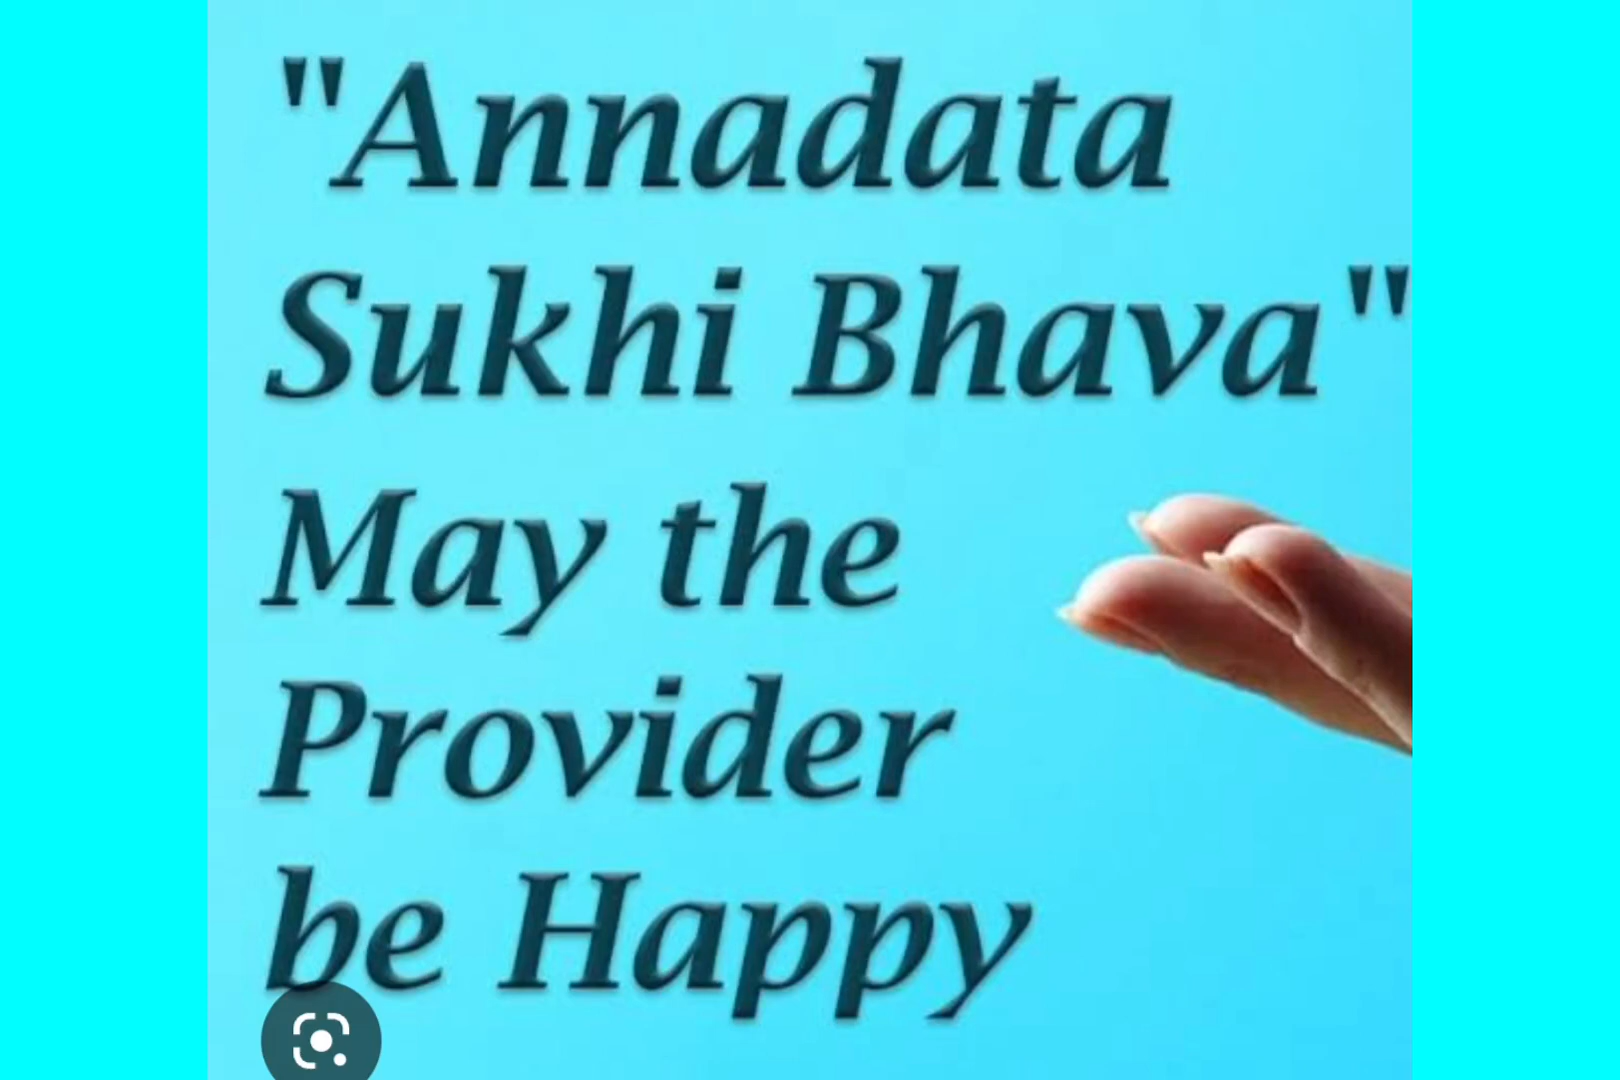 "Annadata
Sukhi Bhava"
May the
Provider
be Happy